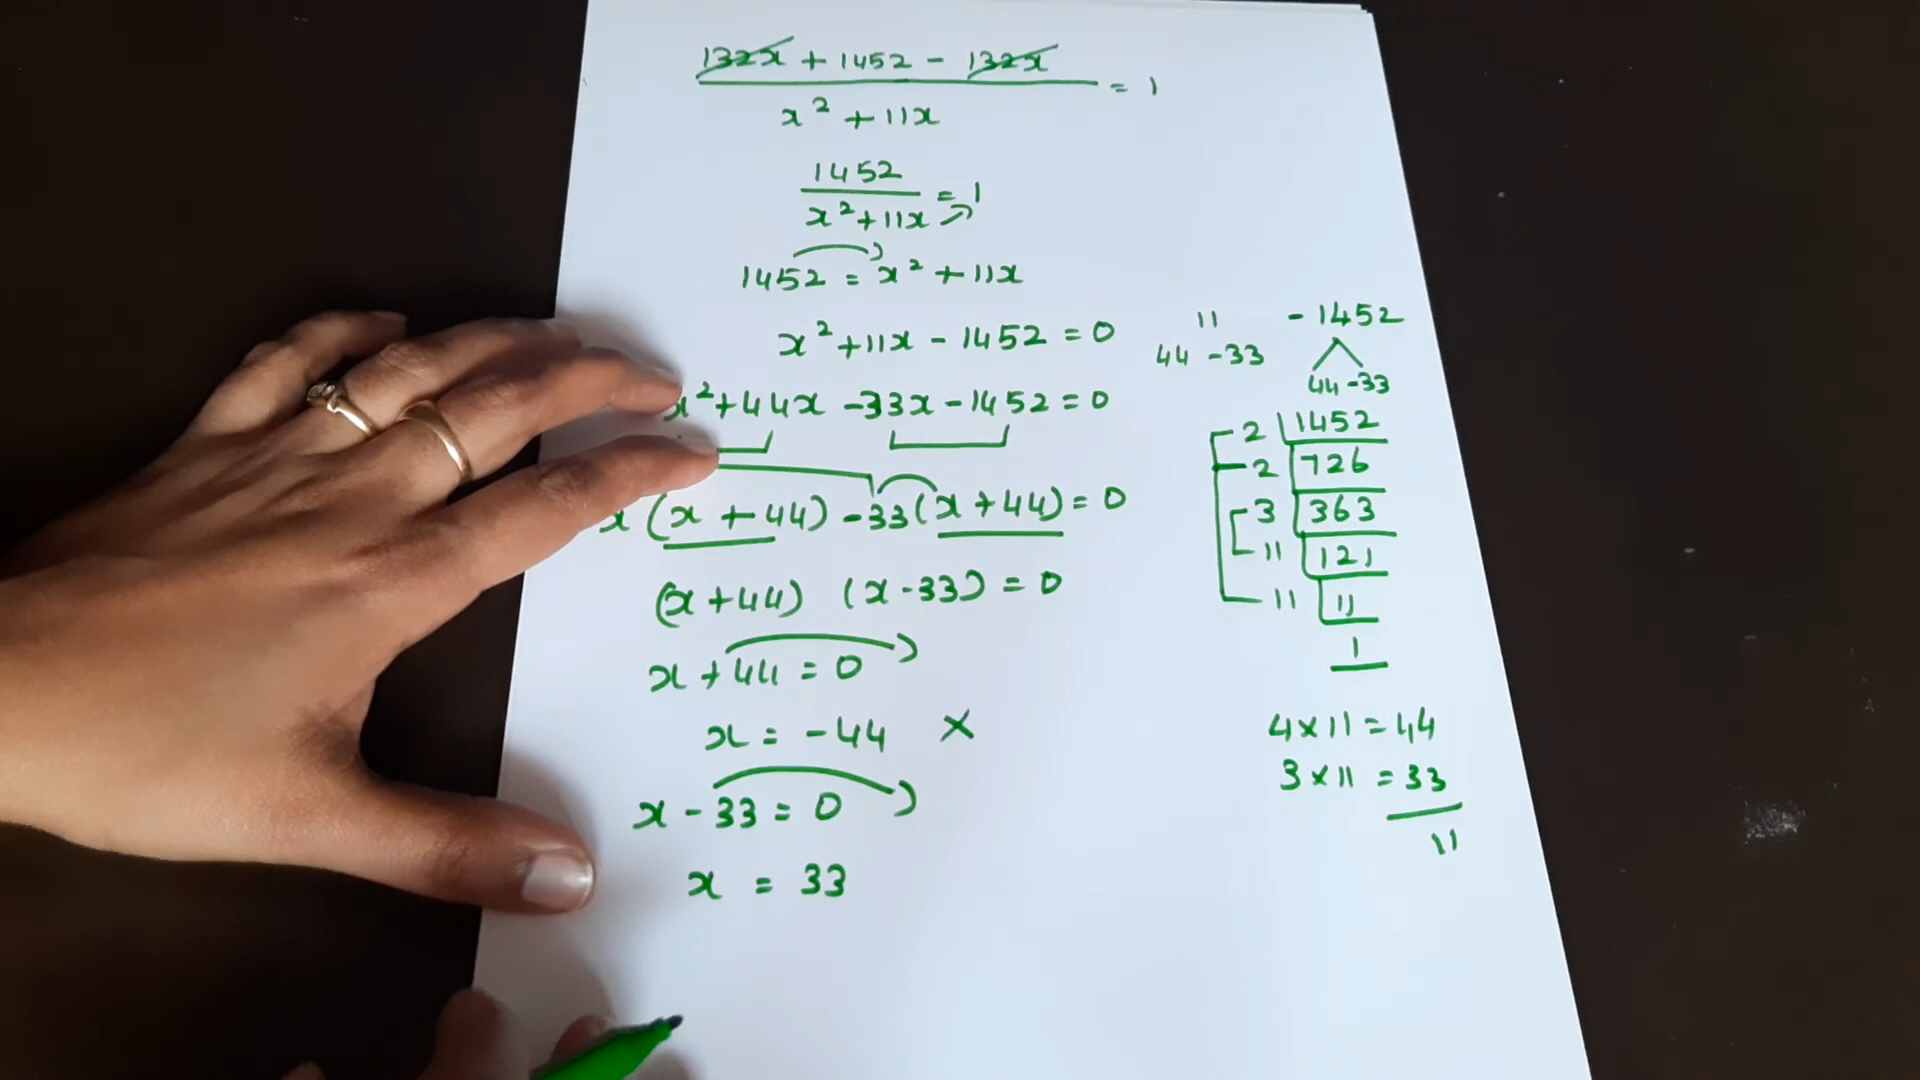 132x + 1452 - 132x
= 1
x² + 11x
1452
= 1
x² + 11x
1452 = x² + 11x
x² + 11x - 1452 = 0
x² + 44x - 33x - 1452 = 0
x (x + 44) - 33 (x + 44) = 0
(x + 44) (x - 33) = 0
x + 44 = 0
x = - 44 ×
x - 33 = 0
x = 33
11 - 1452
44 - 33
44 - 33
2 | 1452
2 | 726
3 | 363
11 | 121
11 | 11
1
4 × 11 = 44
3 × 11 = 33
11